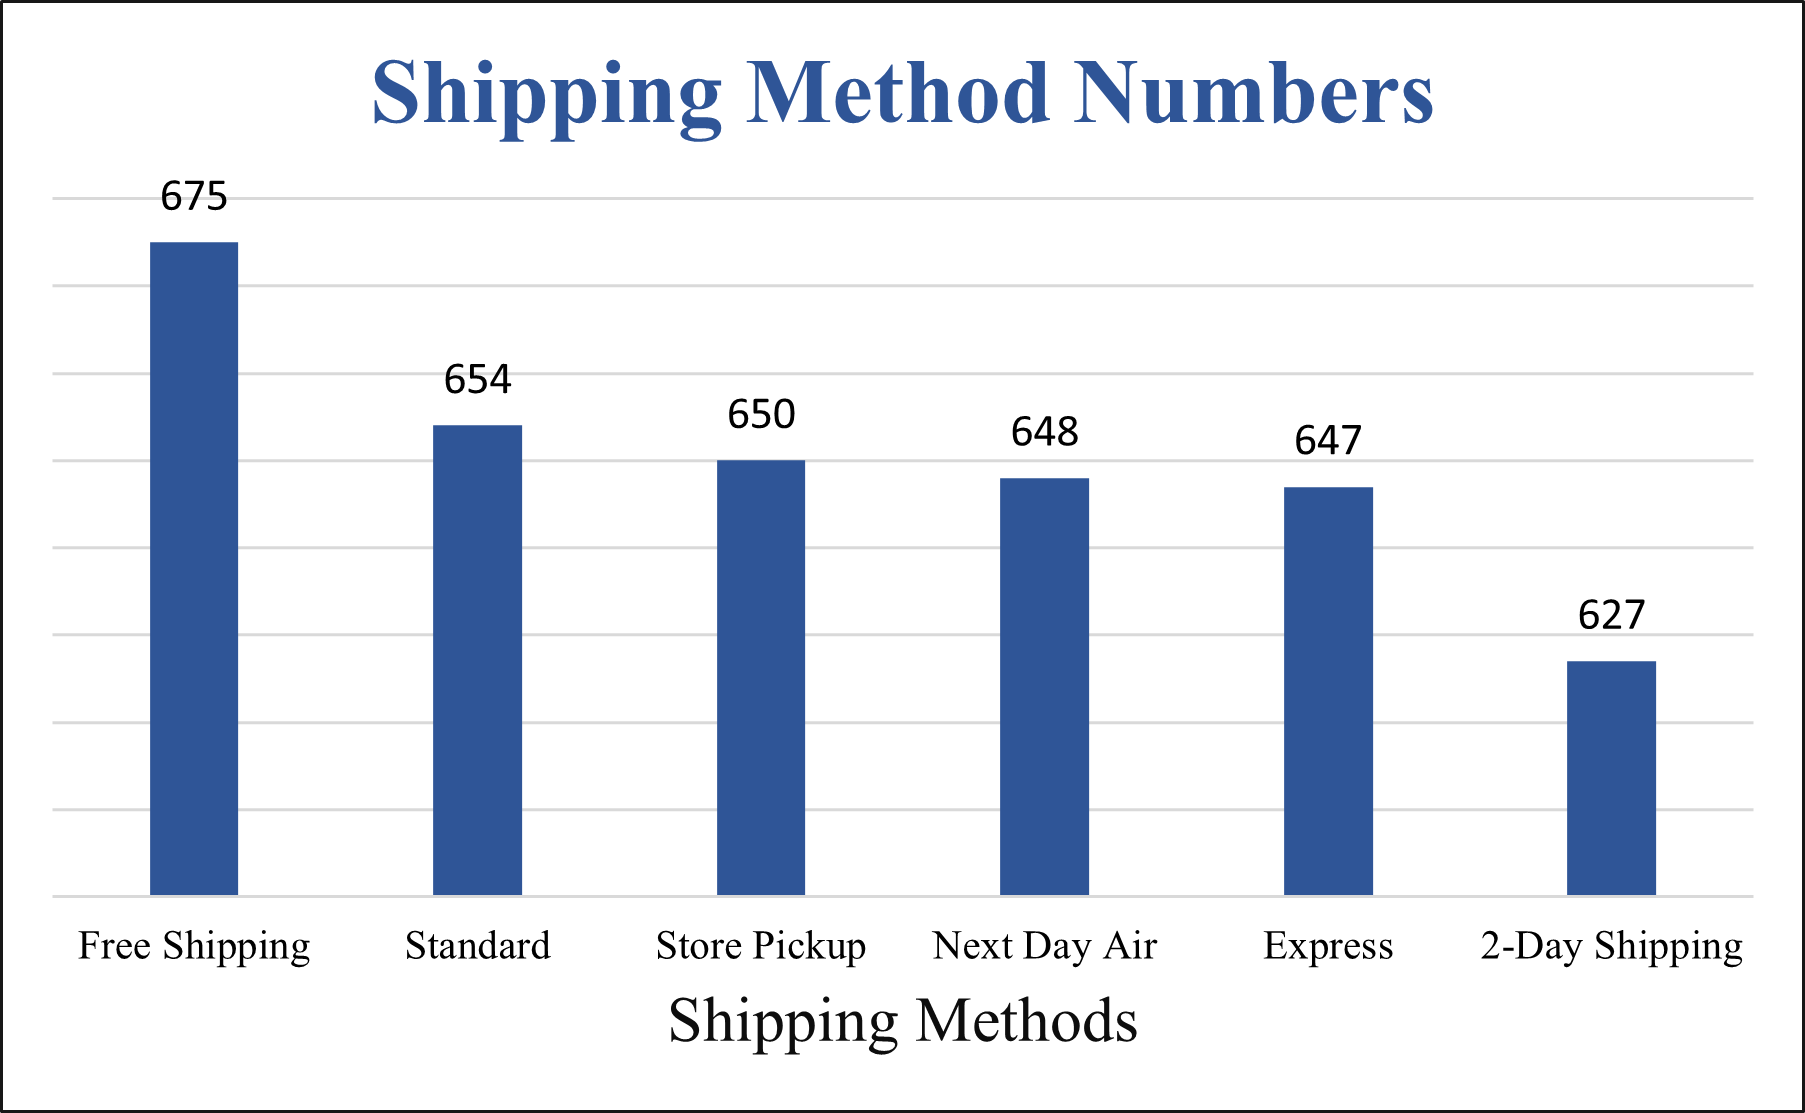 Shipping Method Numbers
675
654
650
648
647
627
Free Shipping
Standard
Store Pickup
Next Day Air
Express
2-Day Shipping
Shipping Methods